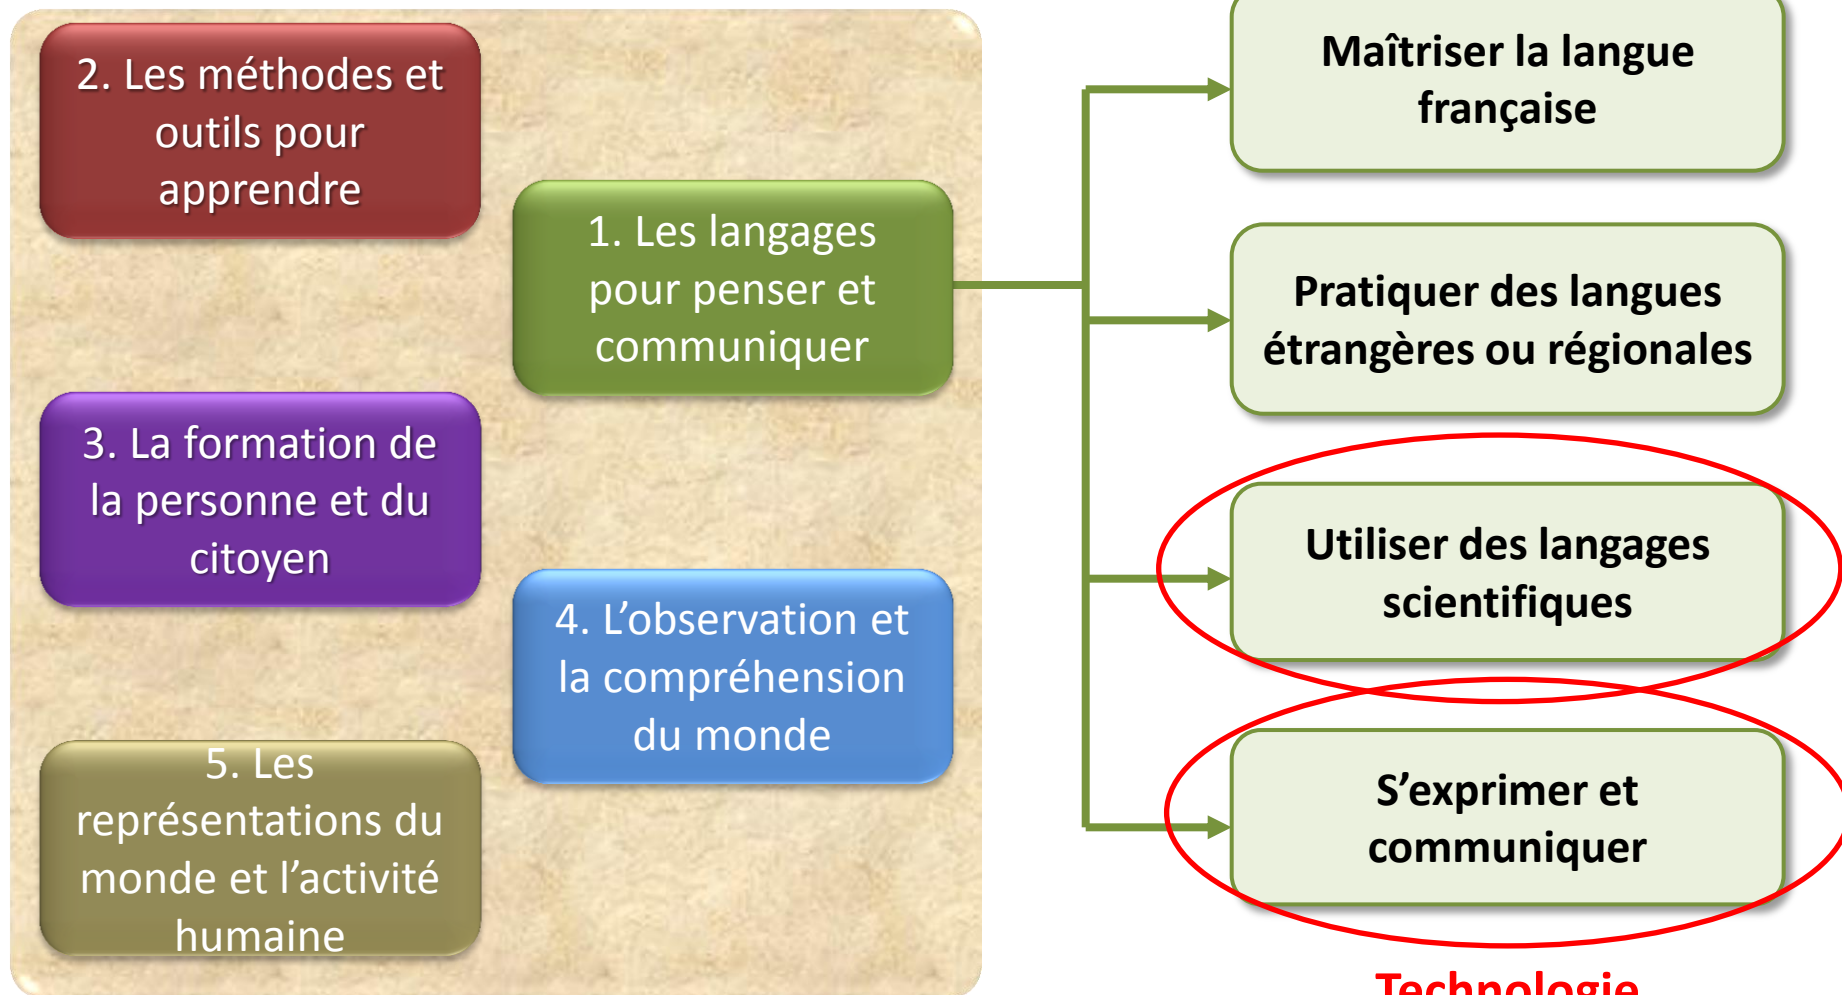 2. Les méthodes et
outils pour
apprendre
1. Les langages
pour penser et
communiquer
3. La formation de
la personne et du
citoyen
4. L’observation et
la compréhension
du monde
5. Les
représentations du
monde et l’activité
humaine
Maîtriser la langue
française
Pratiquer des langues
étrangères ou régionales
Utiliser des langages
scientifiques
S’exprimer et
communiquer
Technologie